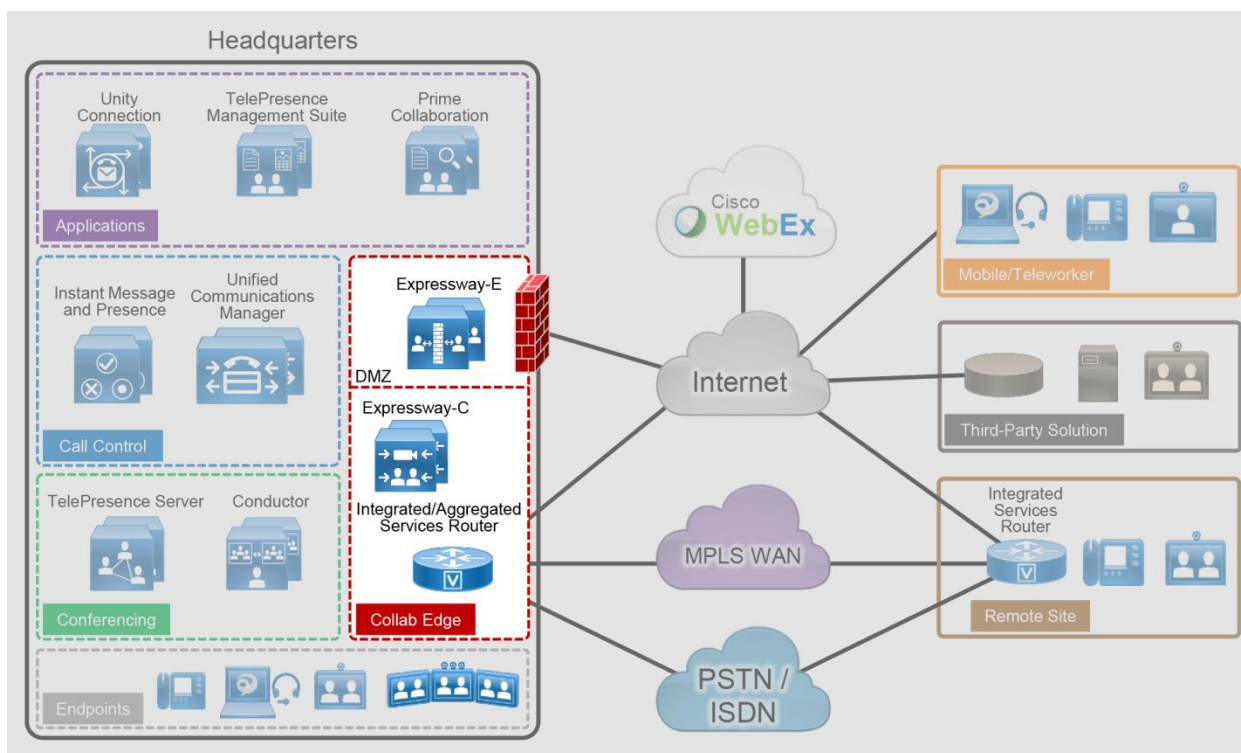 Headquarters
Unity
Connection
TelePresence
Management Suite
Prime
Collaboration
Applications
Instant Message
and Presence
Unified
Communications
Manager
Call Control
Expressway-E
DMZ
Expressway-C
Integrated/Aggregated
Services Router
V
Collab Edge
TelePresence Server
Conductor
Conferencing
Endpoints
Cisco
WebEx
Internet
MPLS WAN
PSTN /
ISDN
Mobile/Teleworker
Third-Party Solution
Integrated
Services
Router
V
Remote Site